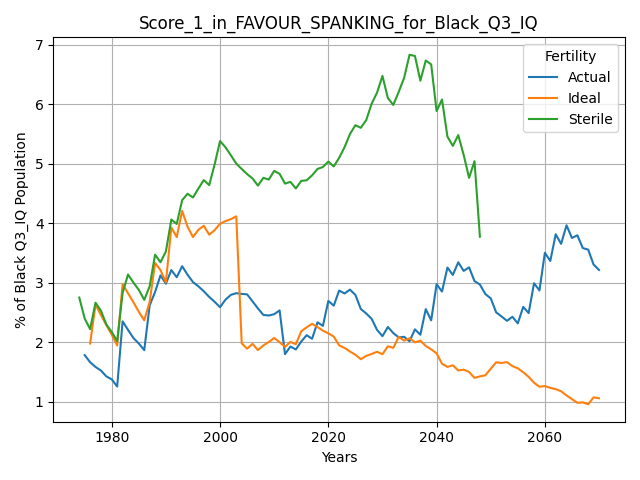 Score_1_in_FAVOUR_SPANKING_for_Black_Q3_IQ
% of Black Q3_IQ Population
7
6
5
4
3
2
1
Fertility
Actual
Ideal
Sterile
1980
2000
2020
2040
2060
Years